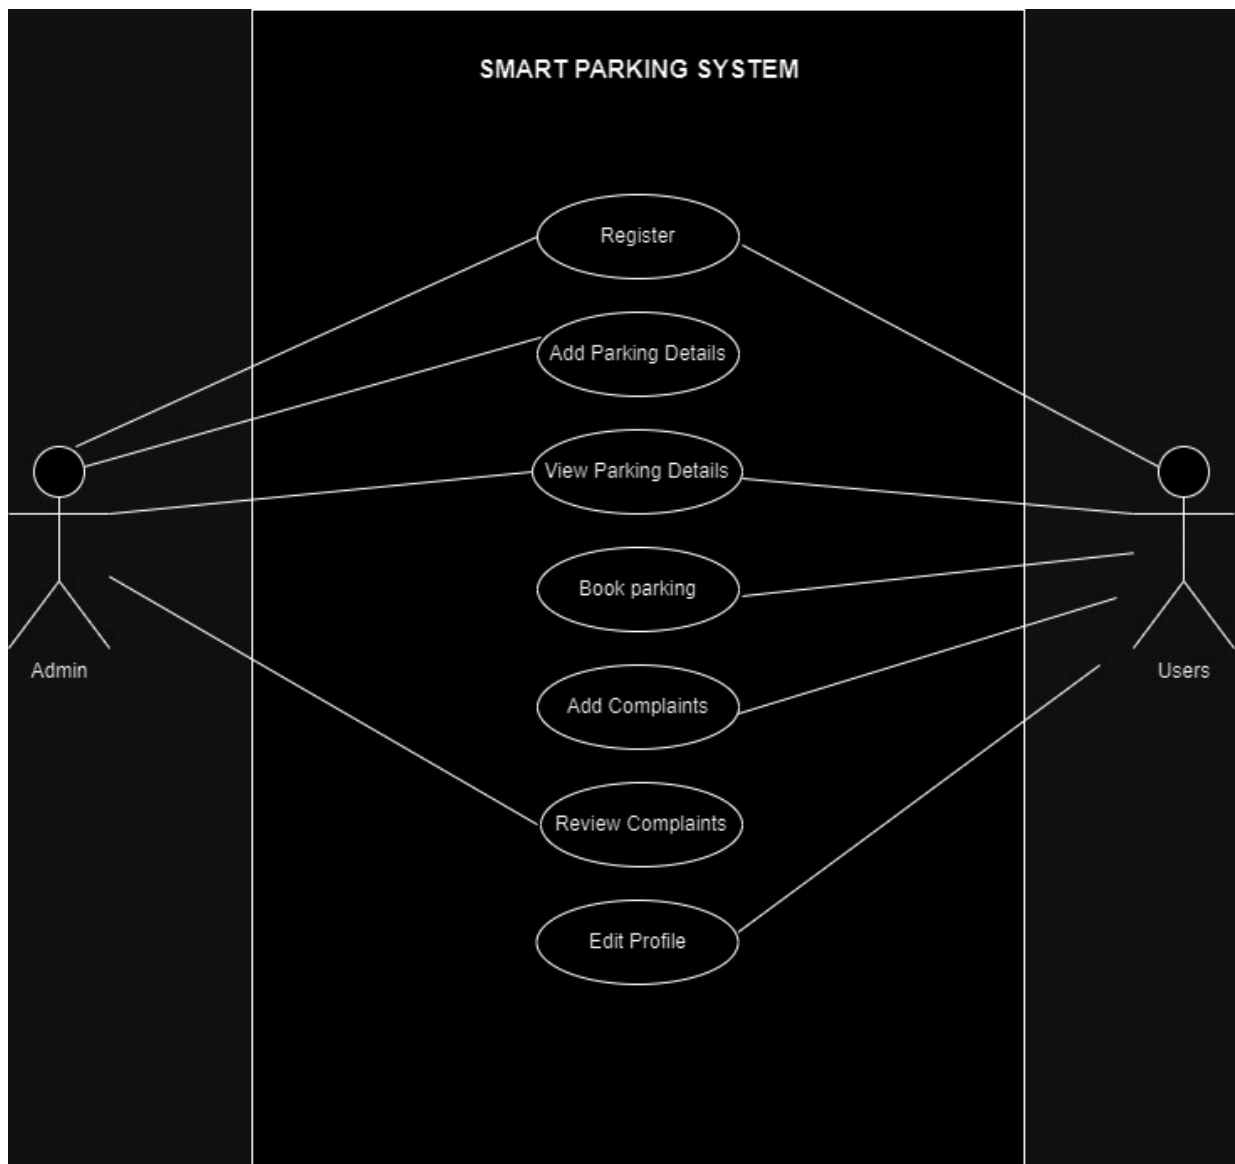 SMART PARKING SYSTEM
Register
Add Parking Details
View Parking Details
Book parking
Admin
Users
Add Complaints
Review Complaints
Edit Profile